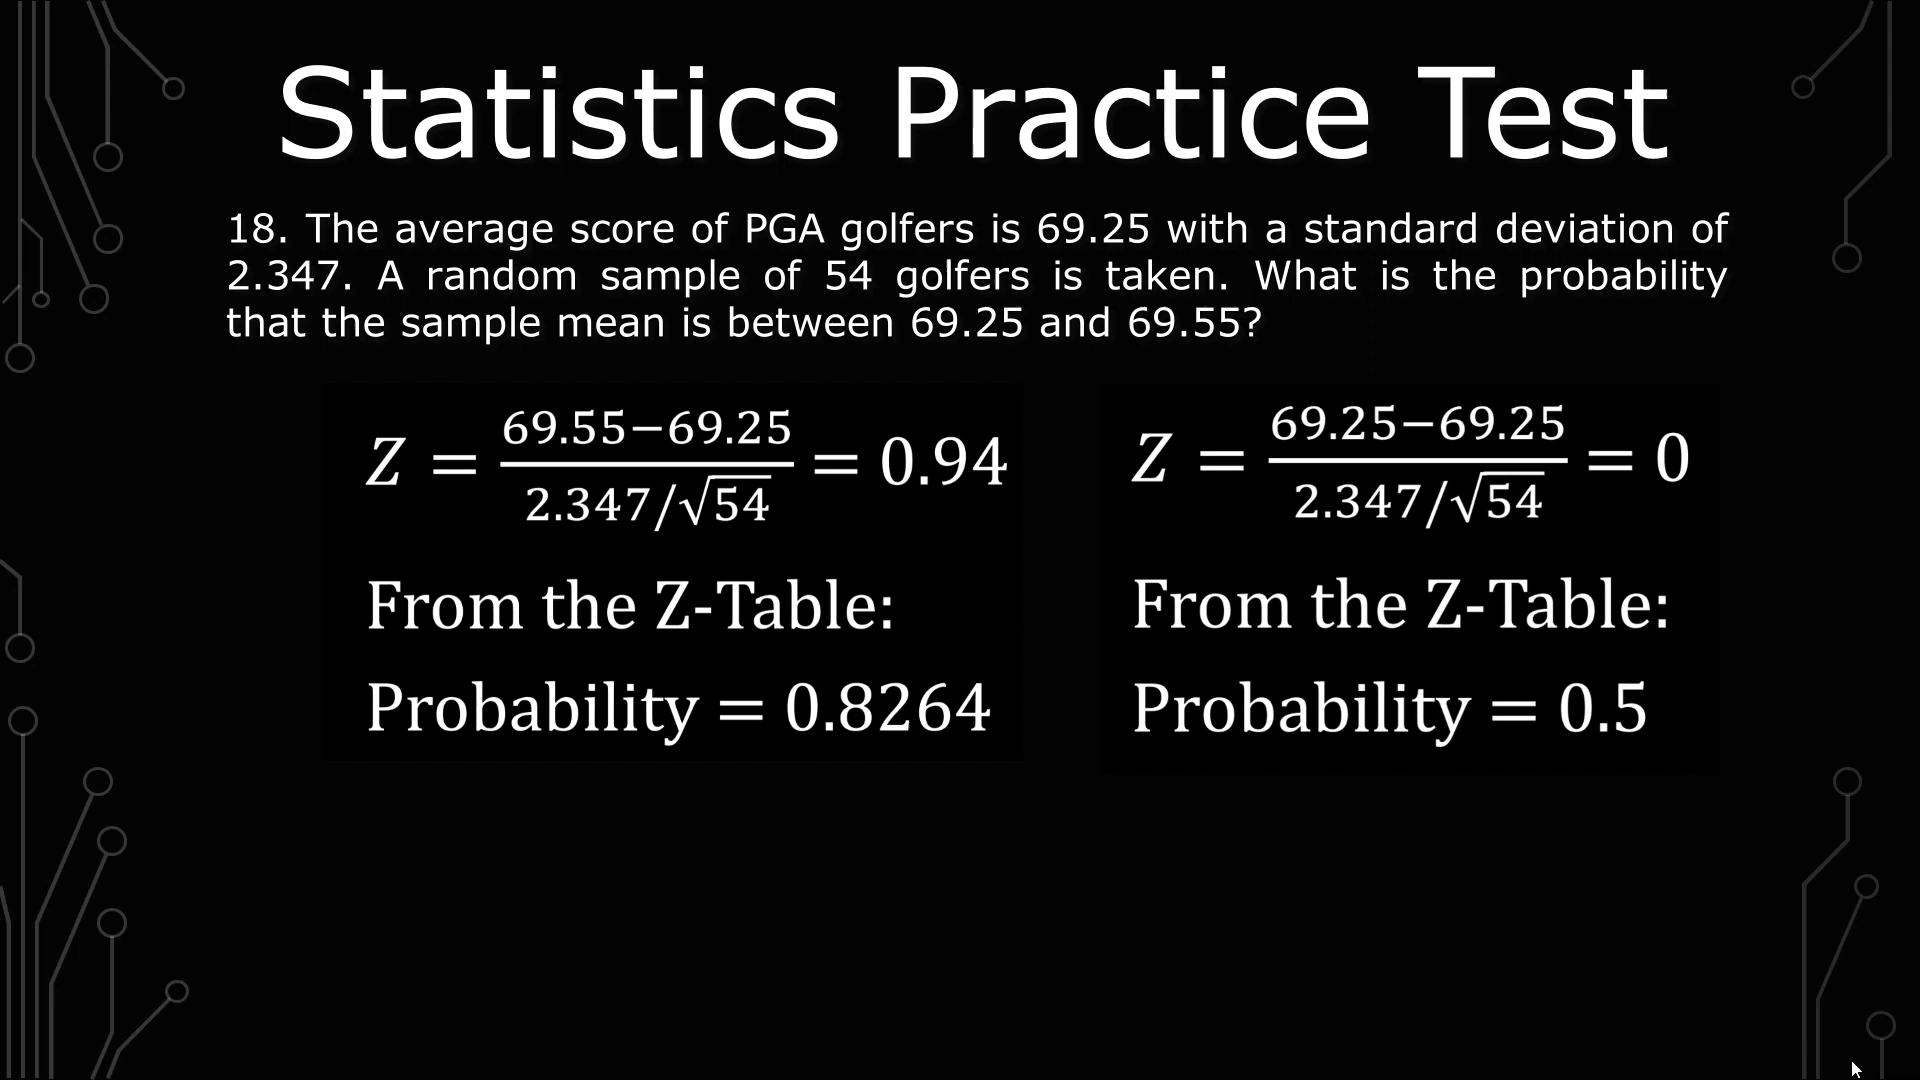 Statistics Practice Test
18. The average score of PGA golfers is 69.25 with a standard deviation of
2.347. A random sample of 54 golfers is taken. What is the probability
that the sample mean is between 69.25 and 69.55?
Z = (69.55−69.25)/(2.347/√54) = 0.94
From the Z-Table:
Probability = 0.8264
Z = (69.25−69.25)/(2.347/√54) = 0
From the Z-Table:
Probability = 0.5